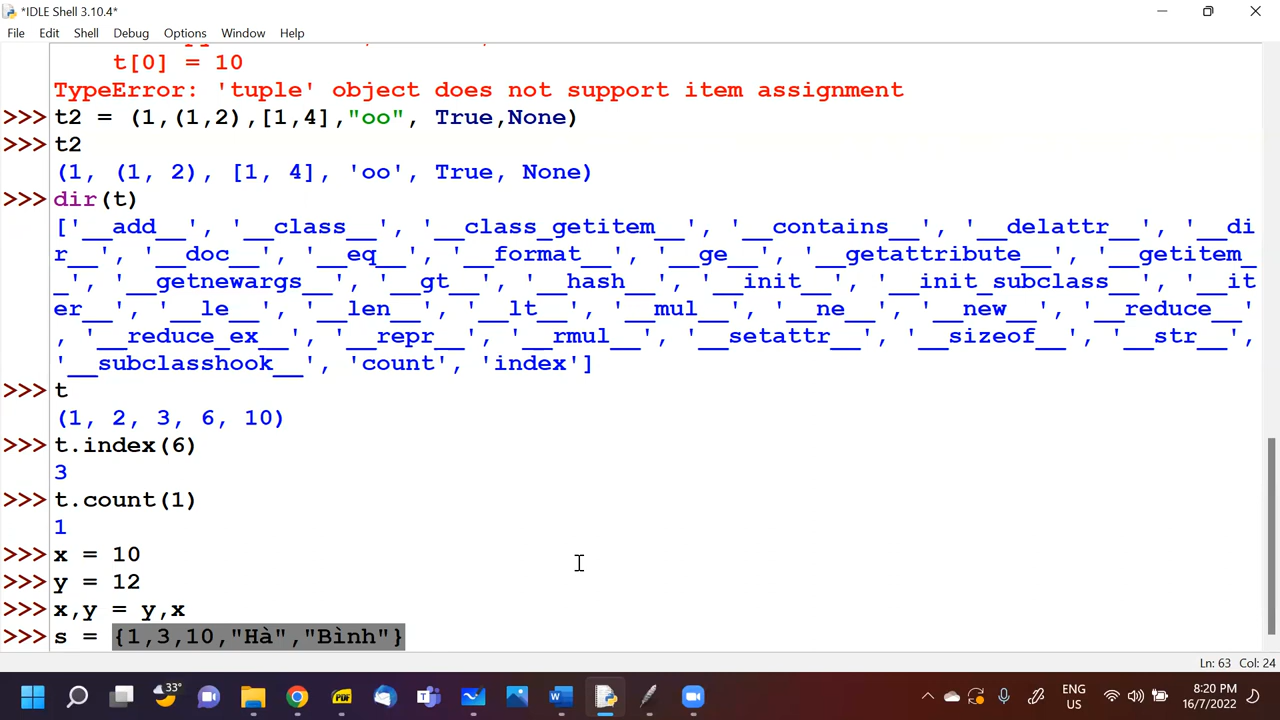 *IDLE Shell 3.10.4*
File Edit Shell Debug Options Window Help
t[0] = 10
TypeError: 'tuple' object does not support item assignment
>>> t2 = (1,(1,2),[1,4],"oo", True,None)
>>> t2
(1, (1, 2), [1, 4], 'oo', True, None)
>>> dir(t)
['__add__', '__class__', '__class_getitem__', '__contains__', '__delattr__', '__di
r__', '__doc__', '__eq__', '__format__', '__ge__', '__getattribute__', '__getitem_
_', '__getnewargs__', '__gt__', '__hash__', '__init__', '__init_subclass__', '__it
er__', '__le__', '__len__', '__lt__', '__mul__', '__ne__', '__new__', '__reduce__'
, '__reduce_ex__', '__repr__', '__rmul__', '__setattr__', '__sizeof__', '__str__',
'__subclasshook__', 'count', 'index']
>>> t
(1, 2, 3, 6, 10)
>>> t.index(6)
3
>>> t.count(1)
1
>>> x = 10
>>> y = 12
>>> x,y = y,x
>>> s = {1,3,10,"Hà","Bình"}
Ln: 63 Col: 24
33°
ENG
US
8:20 PM
16/7/2022